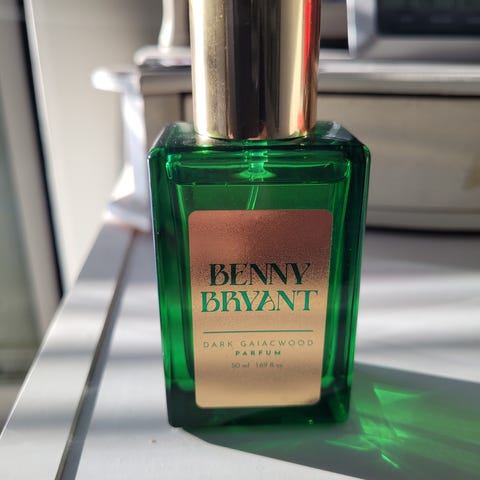 BENNY
BRYANT
DARK GAIACWOOD
PARFUM
50 ml 1.69 fl oz